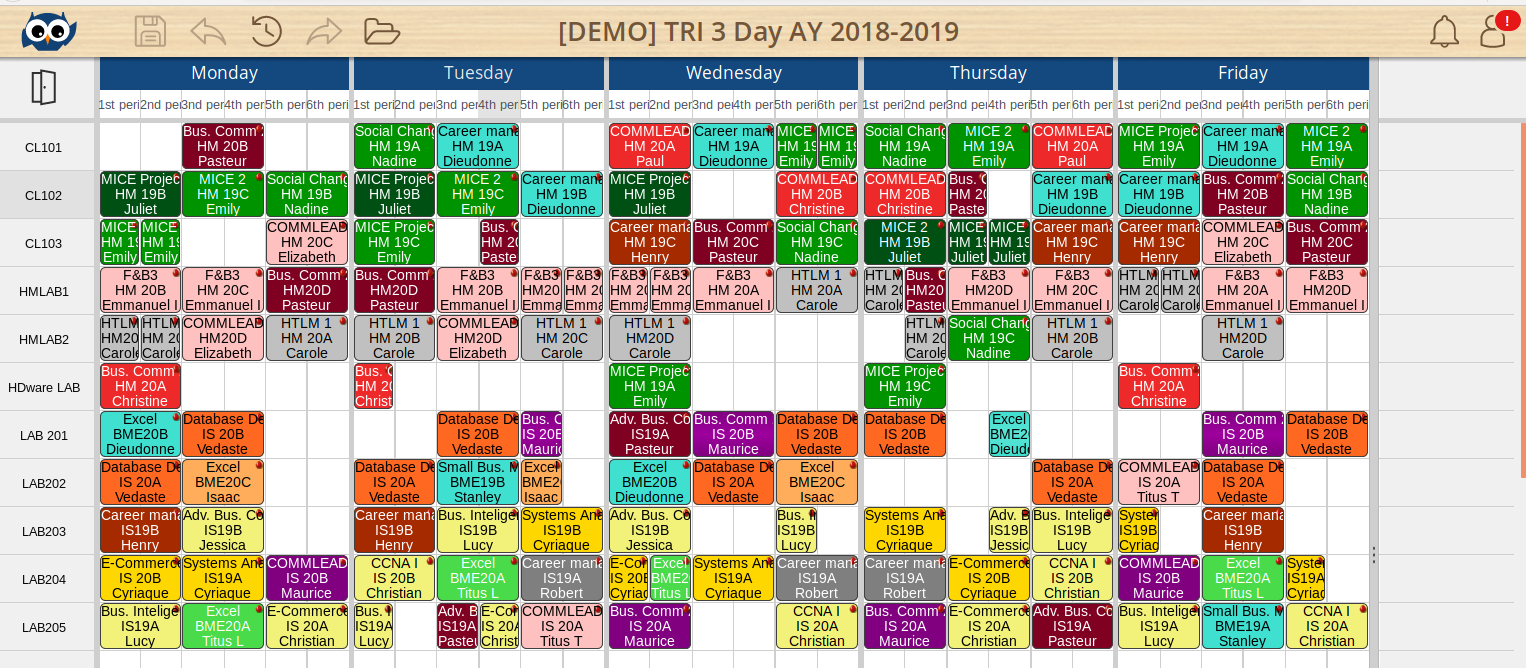 [DEMO] TRI 3 Day AY 2018-2019 !
Monday Tuesday Wednesday Thursday Friday
1st peri 2nd per 3rd per 4th peri 5th per 6th peri 1st peri 2nd per 3rd per 4th peri 5th per 6th peri 1st peri 2nd per 3rd per 4th peri 5th per 6th peri 1st peri 2nd per 3rd per 4th peri 5th per 6th peri 1st peri 2nd per 3rd per 4th peri 5th per 6th peri
Bus. Comm Social Chang Career man COMMLEAD Career man MICE MICE Social Chang MICE 2 COMMLEAD MICE Projec Career man MICE 2
CL101 HM 20B HM 19A HM 19A HM 20A HM 19A HM 19 HM 19 HM 19A HM 19A HM 20A HM 19A HM 19A HM 19A
Pasteur Nadine Dieudonne Paul Dieudonne Emily Emily Nadine Emily Paul Emily Dieudonne Emily
MICE Projec MICE 2 Social Chang MICE Projec MICE 2 Career man MICE Projec COMMLEAD COMMLEAD Bus. C Career man Career man Bus. Comm Social Chang
CL102 HM 19B HM 19C HM 19B HM 19B HM 19C HM 19B HM 19B HM 20B HM 20B HM 20 HM 19B HM 19B HM 20B HM 19B
Juliet Emily Nadine Juliet Emily Dieudonne Juliet Christine Christine Paste Dieudonne Dieudonne Pasteur Nadine
MICE MICE COMMLEAD MICE Projec Bus. Career mana Bus. Comm Social Chang MICE 2 MICE MICE Career mana Career mana COMMLEAD Bus. Comm
CL103 HM 19 HM 19 HM 20C HM 19C HM 20 HM 19C HM 20C HM 19C HM 19B HM 19 HM 19 HM 19C HM 19C HM 20C HM 20C
Emily Emily Elizabeth Emily Paste Henry Pasteur Nadine Juliet Juliet Juliet Henry Henry Elizabeth Pasteur
F&B3 F&B3 Bus. Comm Bus. Comm F&B3 F&B3 F&B3 F&B3 F&B3 F&B3 HTLM 1 HTLM Bus. C F&B3 F&B3 HTLM HTLM F&B3 F&B3
HMLAB1 HM 20B HM 20C HM20D HM20D HM 20B HM20 HM 20 HM 20 HM 20 HM 20A HM 20A HM 20 HM20D HM20D HM 20C HM 20 HM 20 HM 20A HM20D
Emmanuel I Emmanuel I Pasteur Pasteur Emmanuel I Emma Emma Emma Emma Emmanuel I Carole Carole Paste Emmanuel I Emmanuel I Carole Carole Emmanuel I Emmanuel I
HTLM HTLM COMMLEAD HTLM 1 HTLM 1 COMMLEAD HTLM 1 HTLM 1 HTLM Social Chang HTLM 1 HTLM 1
HMLAB2 HM20 HM 20 HM20D HM 20A HM 20B HM20D HM 20C HM20D HM20 HM 19C HM 20B HM20D
Carole Carole Elizabeth Carole Carole Elizabeth Carole Carole Carole Nadine Carole Carole
Bus. Comm Bus. MICE Projec MICE Projec Bus. Comm
HDware LAB HM 20A HM 20 HM 19A HM 19C HM 20A
Christine Christ Emily Emily Christine
Excel Database De Database De Bus. C Adv. Bus. Co Bus. Comm Database De Database De Excel Bus. Comm Database De
LAB 201 BME20B IS 20B IS 20B IS 20B IS19A IS 20B IS 20B IS 20B BME2 IS 20B IS 20B
Dieudonne Vedaste Vedaste Mauric Pasteur Maurice Vedaste Vedaste Dieud Maurice Vedaste
Database De Excel Database De Small Bus. M Excel Excel Database De Excel Database De COMMLEAD Database De
LAB202 IS 20A BME20C IS 20A BME19B BME2 BME20B IS 20A BME20C IS 20A IS 20A IS 20A
Vedaste Isaac Vedaste Stanley Isaac Dieudonne Vedaste Isaac Vedaste Titus T Vedaste
Career mana Adv. Bus. Co Career mana Bus. Intelige Systems Ana Adv. Bus. Co Bus. I Systems Ana Adv. B Bus. Intelige Syster Career mana
LAB203 IS19B IS19B IS19B IS19B IS19B IS19B IS19B IS19B IS19B IS19B IS19B IS19B
Henry Jessica Henry Lucy Cyriaque Jessica Lucy Cyriaque Jessic Lucy Cyriaq Henry
E-Commerc Systems Ana COMMLEAD CCNA I Excel Career mana E-Co Excel Systems Ana Career mana Career mana E-Commerc CCNA I COMMLEAD Excel Syste
LAB204 IS 20B IS19A IS 20B IS 20B BME20A IS19A IS 20B BME2 IS19A IS19A IS19A IS 20B IS 20B IS 20B BME20A IS19A
Cyriaque Cyriaque Maurice Christian Titus L Robert Cyriac Titus L Cyriaque Robert Robert Cyriaque Christian Maurice Titus L Cyriac
Bus. Intelige Excel E-Commerc Bus. Adv. B E-Cor COMMLEAD Bus. Comm CCNA I Bus. Comm E-Commerc Adv. Bus. Co Bus. Intelige Small Bus. M CCNA I
LAB205 IS19A BME20A IS 20A IS19A IS19A IS 20A IS 20A IS 20A IS 20A IS 20A IS 20A IS19A IS19A BME19A IS 20A
Lucy Titus L Christian Lucy Paste Christ Titus T Maurice Christian Maurice Christian Pasteur Lucy Stanley Christian